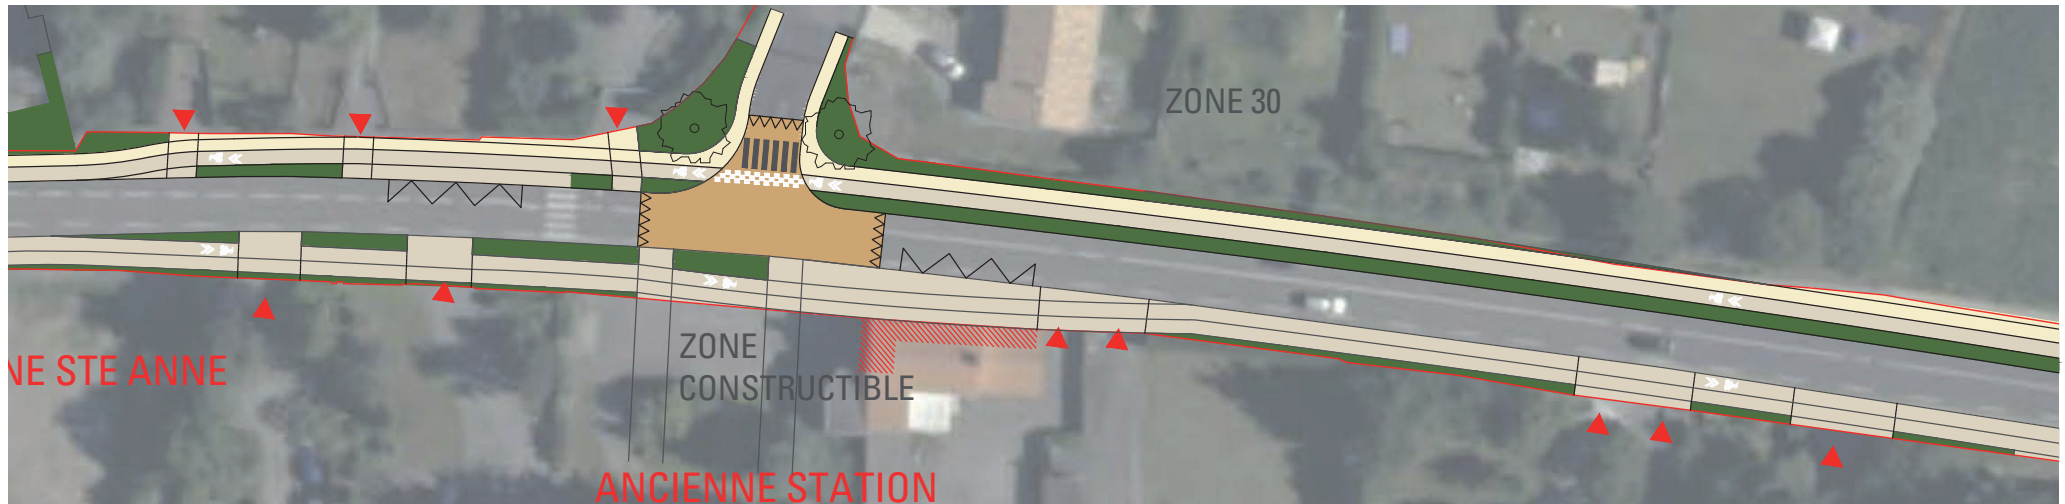 ZONE 30
ZONE
CONSTRUCTIBLE
NE STE ANNE
ANCIENNE STATION